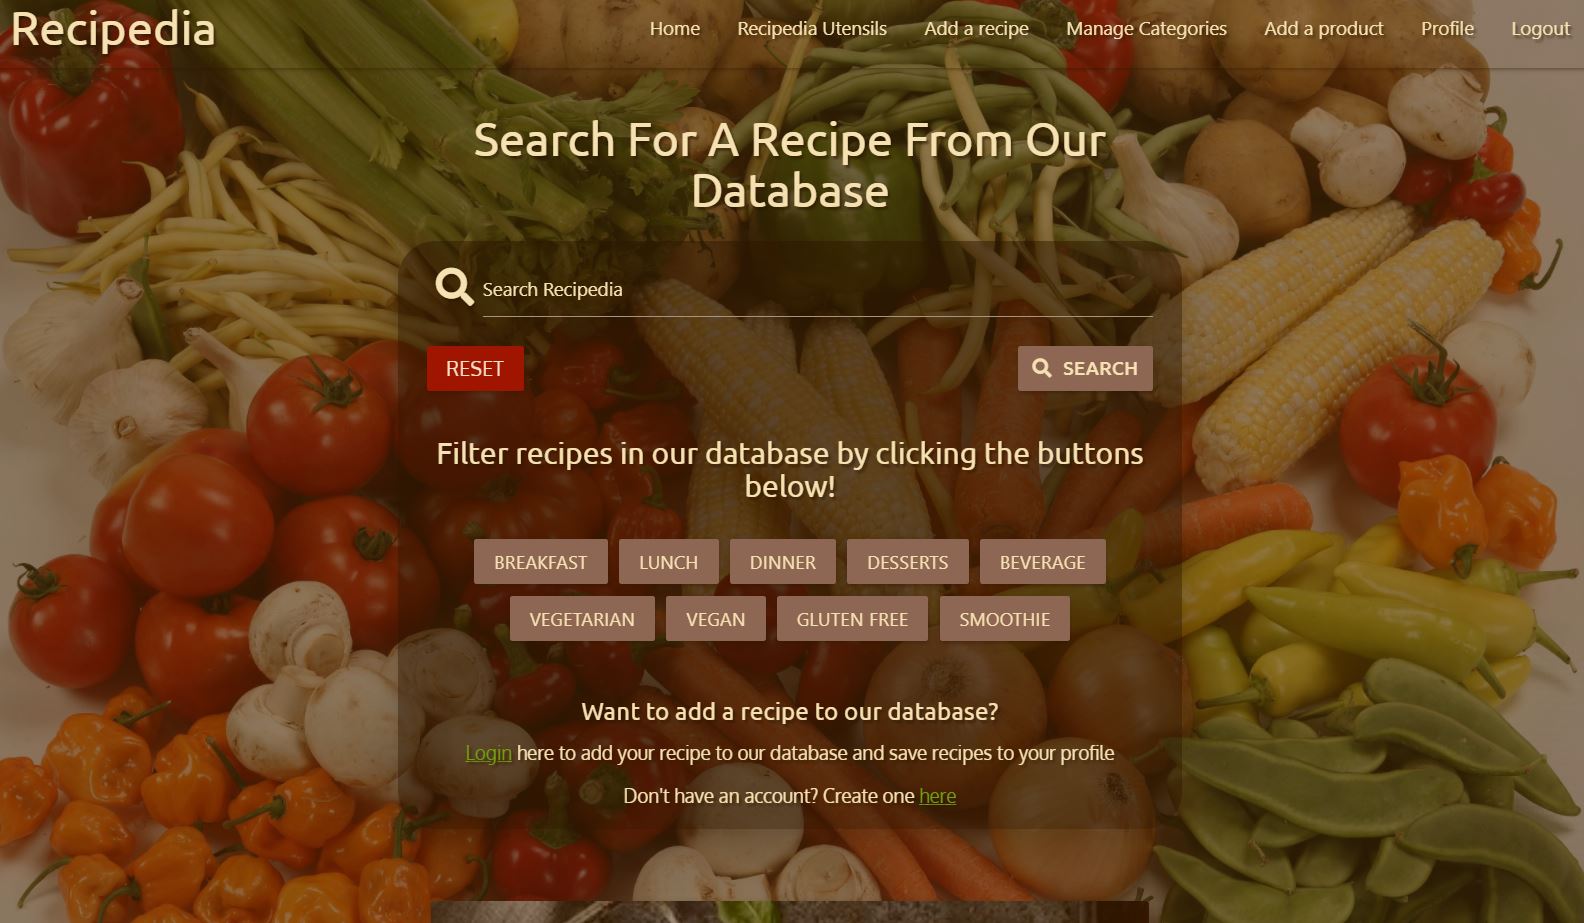 Recipedia
Home Recipedia Utensils Add a recipe Manage Categories Add a product Profile Logout
Search For A Recipe From Our
Database
Search Recipedia
RESET SEARCH
Filter recipes in our database by clicking the buttons
below!
BREAKFAST LUNCH DINNER DESSERTS BEVERAGE
VEGETARIAN VEGAN GLUTEN FREE SMOOTHIE
Want to add a recipe to our database?
Login here to add your recipe to our database and save recipes to your profile
Don't have an account? Create one here